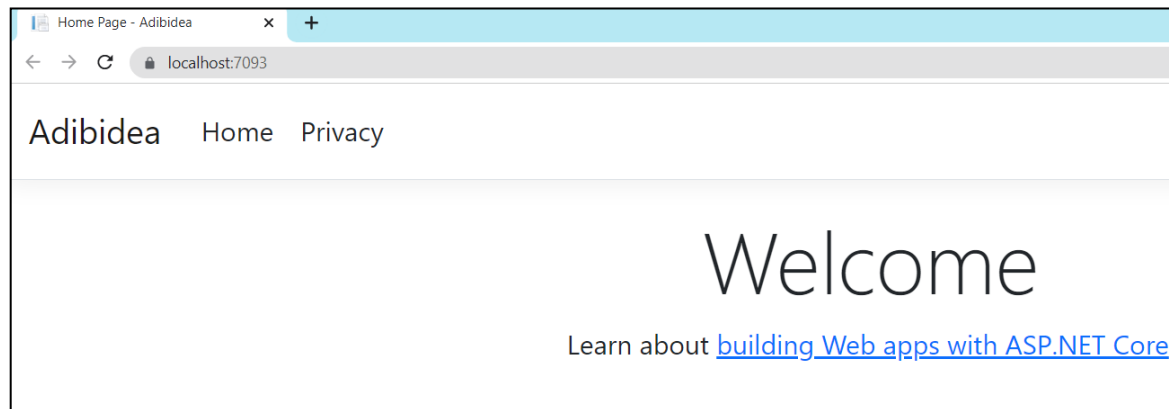 Home Page - Adibidea
localhost:7093
Adibidea Home Privacy
Welcome
Learn about building Web apps with ASP.NET Core